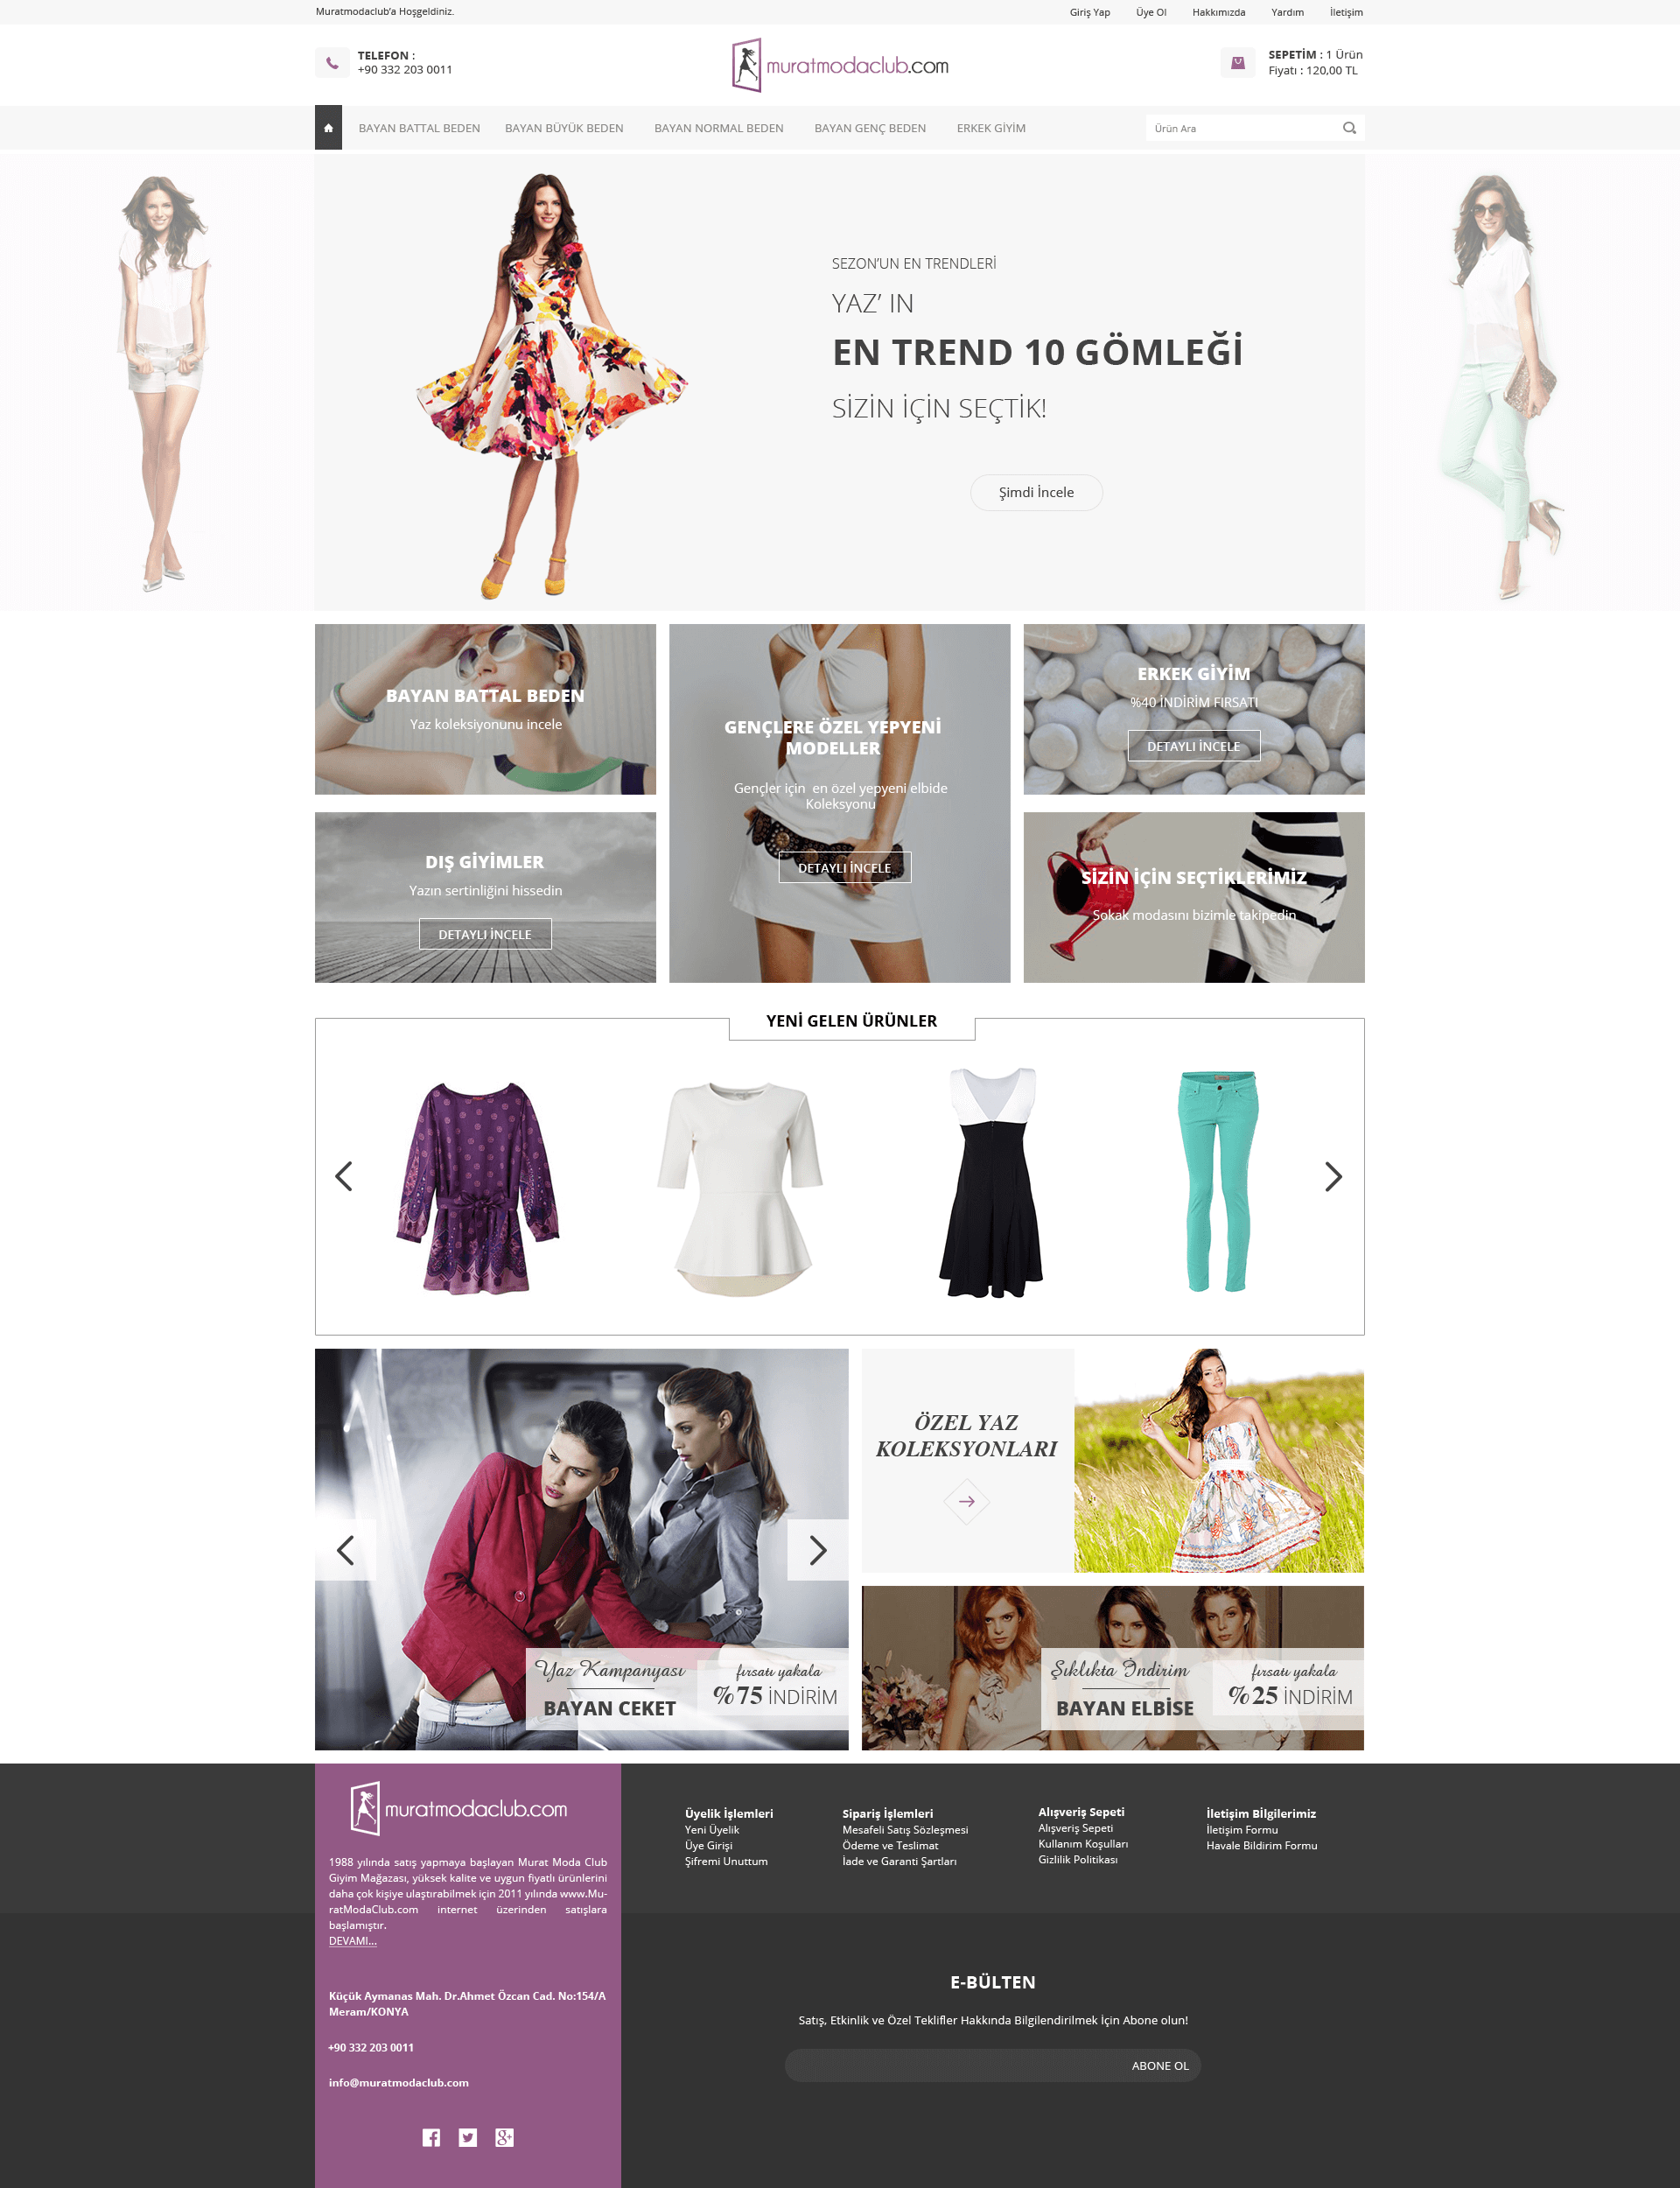 Muratmodaclub'a Hoşgeldiniz.
Giriş Yap Üye Ol Hakkımızda Yardım İletişim
TELEFON :
+90 332 203 0011
muratmodaclub.com
SEPETİM : 1 Ürün
Fiyatı : 120,00 TL
BAYAN BATTAL BEDEN BAYAN BÜYÜK BEDEN BAYAN NORMAL BEDEN BAYAN GENÇ BEDEN ERKEK GİYİM
Ürün Ara
SEZON'UN EN TRENDLERİ
YAZ' IN
EN TREND 10 GÖMLEĞİ
SİZİN İÇİN SEÇTİK!
Şimdi İncele
BAYAN BATTAL BEDEN
Yaz koleksiyonunu incele
DIŞ GİYİMLER
Yazın sertinliğini hissedin
DETAYLI İNCELE
GENÇLERE ÖZEL YEPYENİ
MODELLER
Gençler için en özel yepyeni elbide
Koleksyonu
DETAYLI İNCELE
ERKEK GİYİM
%40 İNDİRİM FIRSATI
DETAYLI İNCELE
SİZİN İÇİN SEÇTİKLERİMİZ
Sokak modasını bizimle takipedin
YENİ GELEN ÜRÜNLER
Yaz Kampanyası
BAYAN CEKET
fırsatı yakala
%75 İNDİRİM
ÖZEL YAZ
KOLEKSYONLARI
Şıklıkta İndirim
BAYAN ELBİSE
fırsatı yakala
%25 İNDİRİM
muratmodaclub.com
1988 yılında satış yapmaya başlayan Murat Moda Club
Giyim Mağazası, yüksek kalite ve uygun fiyatlı ürünlerini
daha çok kişiye ulaştırabilmek için 2011 yılında www.Mu-
ratModaClub.com internet üzerinden satışlara
başlamıştır.
DEVAMI...
Küçük Aymanas Mah. Dr.Ahmet Özcan Cad. No:154/A
Meram/KONYA
+90 332 203 0011
info@muratmodaclub.com
Üyelik İşlemleri
Yeni Üyelik
Üye Girişi
Şifremi Unuttum
Sipariş İşlemleri
Mesafeli Satış Sözleşmesi
Ödeme ve Teslimat
İade ve Garanti Şartları
Alışveriş Sepeti
Alışveriş Sepeti
Kullanım Koşulları
Gizlilik Politikası
İletişim Bİlgilerimiz
İletişim Formu
Havale Bildirim Formu
E-BÜLTEN
Satış, Etkinlik ve Özel Teklifler Hakkında Bilgilendirilmek İçin Abone olun!
ABONE OL